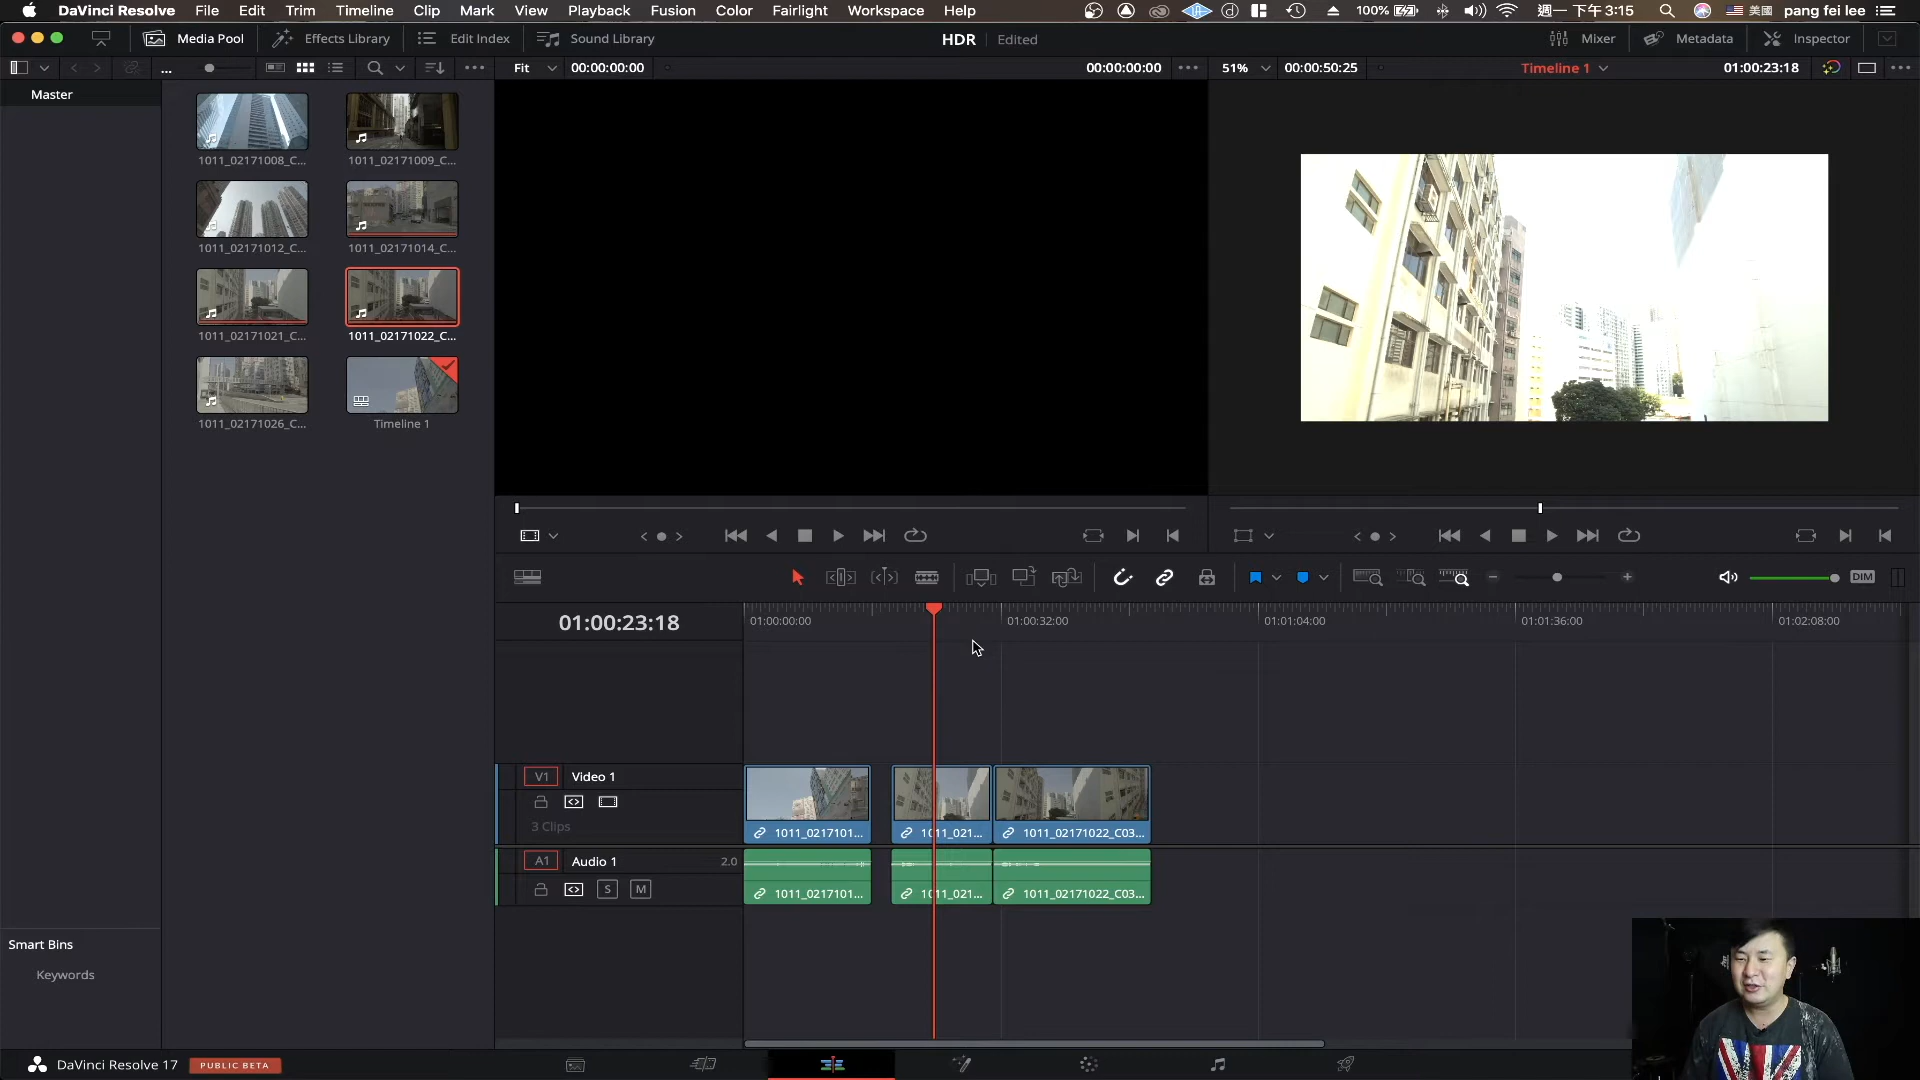 DaVinci Resolve File Edit Trim Timeline Clip Mark View Playback Fusion Color Fairlight Workspace Help 100% 美國 週一 下午 3:15 pang fei lee
Media Pool Effects Library Edit Index Sound Library HDR Edited Mixer Metadata Inspector
... Fit 00:00:00:00 00:00:00:00 51% 00:00:50:25 Timeline 1 01:00:23:18
Master
1011_02171008_C... 1011_02171009_C...
1011_02171012_C... 1011_02171014_C...
1011_02171021_C... 1011_02171022_C...
1011_02171026_C... Timeline 1
DIM
01:00:23:18 01:00:00:00 01:00:32:00 01:01:04:00 01:01:36:00 01:02:08:00
V1 Video 1
3 Clips
1011_0217101... 1011_021... 1011_02171022_C03...
A1 Audio 1 2.0
S M
1011_0217101... 1011_021... 1011_02171022_C03...
Smart Bins
Keywords
DaVinci Resolve 17 PUBLIC BETA